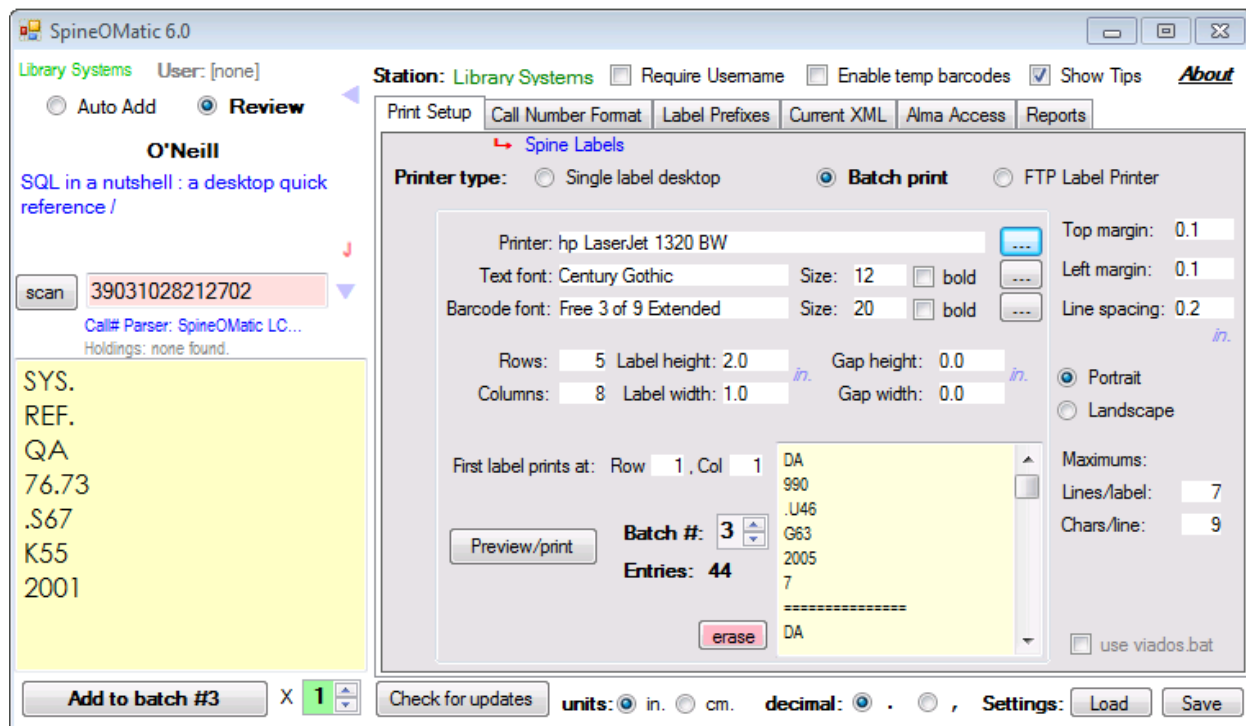 SpineOMatic 6.0
Library Systems User: [none]
Auto Add Review
O'Neill
SQL in a nutshell : a desktop quick
reference /
scan 39031028212702
Call# Parser: SpineOMatic LC...
Holdings: none found.
SYS.
REF.
QA
76.73
.S67
K55
2001
Add to batch #3 X 1
Station: Library Systems Require Username Enable temp barcodes Show Tips About
Print Setup Call Number Format Label Prefixes Current XML Alma Access Reports
Spine Labels
Printer type: Single label desktop Batch print FTP Label Printer
Printer: hp LaserJet 1320 BW ...
Text font: Century Gothic Size: 12 bold ...
Barcode font: Free 3 of 9 Extended Size: 20 bold ...
Rows: 5 Label height: 2.0 in. Gap height: 0.0 in.
Columns: 8 Label width: 1.0 Gap width: 0.0
First label prints at: Row 1 , Col 1
Preview/print
Batch #: 3
Entries: 44
erase
DA
990
.U46
G63
2005
7
===============
DA
Top margin: 0.1
Left margin: 0.1
Line spacing: 0.2
in.
Portrait
Landscape
Maximums:
Lines/label: 7
Chars/line: 9
use viados.bat
Check for updates units: in. cm. decimal: . , Settings: Load Save